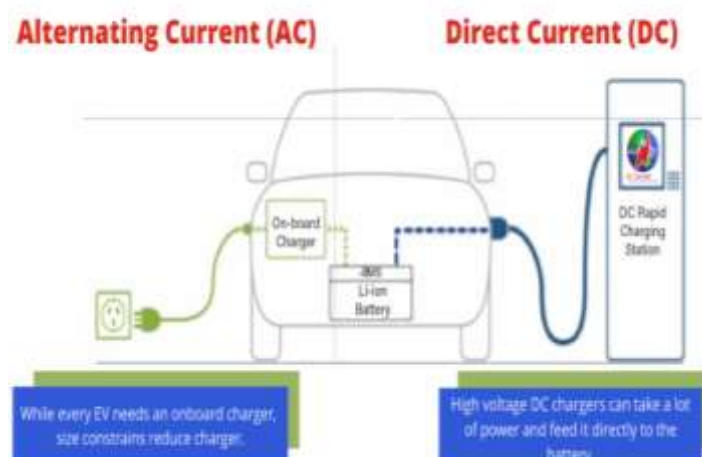 Alternating Current (AC)
Direct Current (DC)
On-board
Charger
DC Rapid
Charging
Station
BMS
Li-ion
Battery
While every EV needs an onboard charger,
size constrains reduce charger.
High voltage DC chargers can take a lot
of power and feed it directly to the
battery